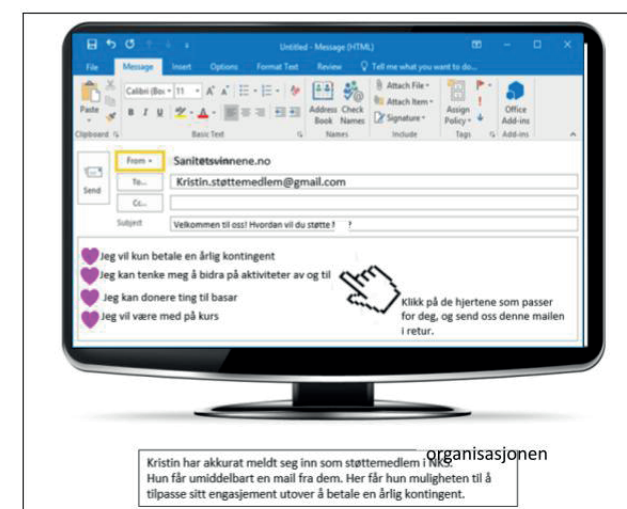 Untitled - Message (HTML)
File Message Insert Options Format Text Review Tell me what you want to do...
Calibri (Boc 11 A A Attach File
Attach Item
Paste B I U A Address Check Signature Assign Office
Book Names Policy Add-ins
Clipboard Basic Text Names Include Tags Add-ins
From Sanitetsvinnene.no
To... Kristin.støttemedlem@gmail.com
Send
Cc...
Subject Velkommen til oss! Hvordan vil du støtte ?
Jeg vil kun betale en årlig kontingent
Jeg kan tenke meg å bidra på aktiviteter av og til
Jeg kan donere ting til basar
Jeg vil være med på kurs
Klikk på de hjertene som passer
for deg, og send oss denne mailen
i retur.
Kristin har akkurat meldt seg inn som støttemedlem i NKS. organisasjonen
Hun får umiddelbart en mail fra dem. Her får hun muligheten til å
tilpasse sitt engasjement utover å betale en årlig kontingent.